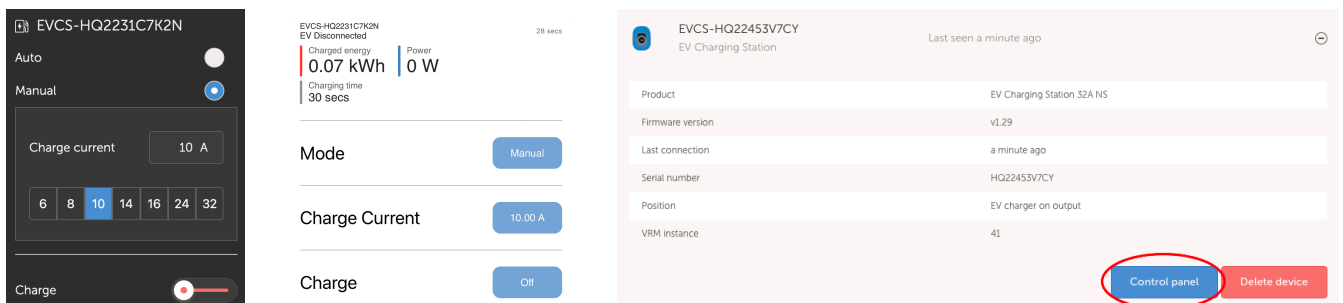 EVCS-HQ2231C7K2N
Auto
Manual
Charge current
10 A
6 8 10 14 16 24 32
Charge
EVCS-HQ2231C7K2N
EV Disconnected
28 secs
Charged energy
0.07 kWh
Power
0 W
Charging time
30 secs
Mode
Manual
Charge Current
10.00 A
Charge
Off
EVCS-HQ22453V7CY
EV Charging Station
Last seen a minute ago
Product EV Charging Station 32A NS
Firmware version v1.29
Last connection a minute ago
Serial number HQ22453V7CY
Position EV charger on output
VRM instance 41
Control panel
Delete device